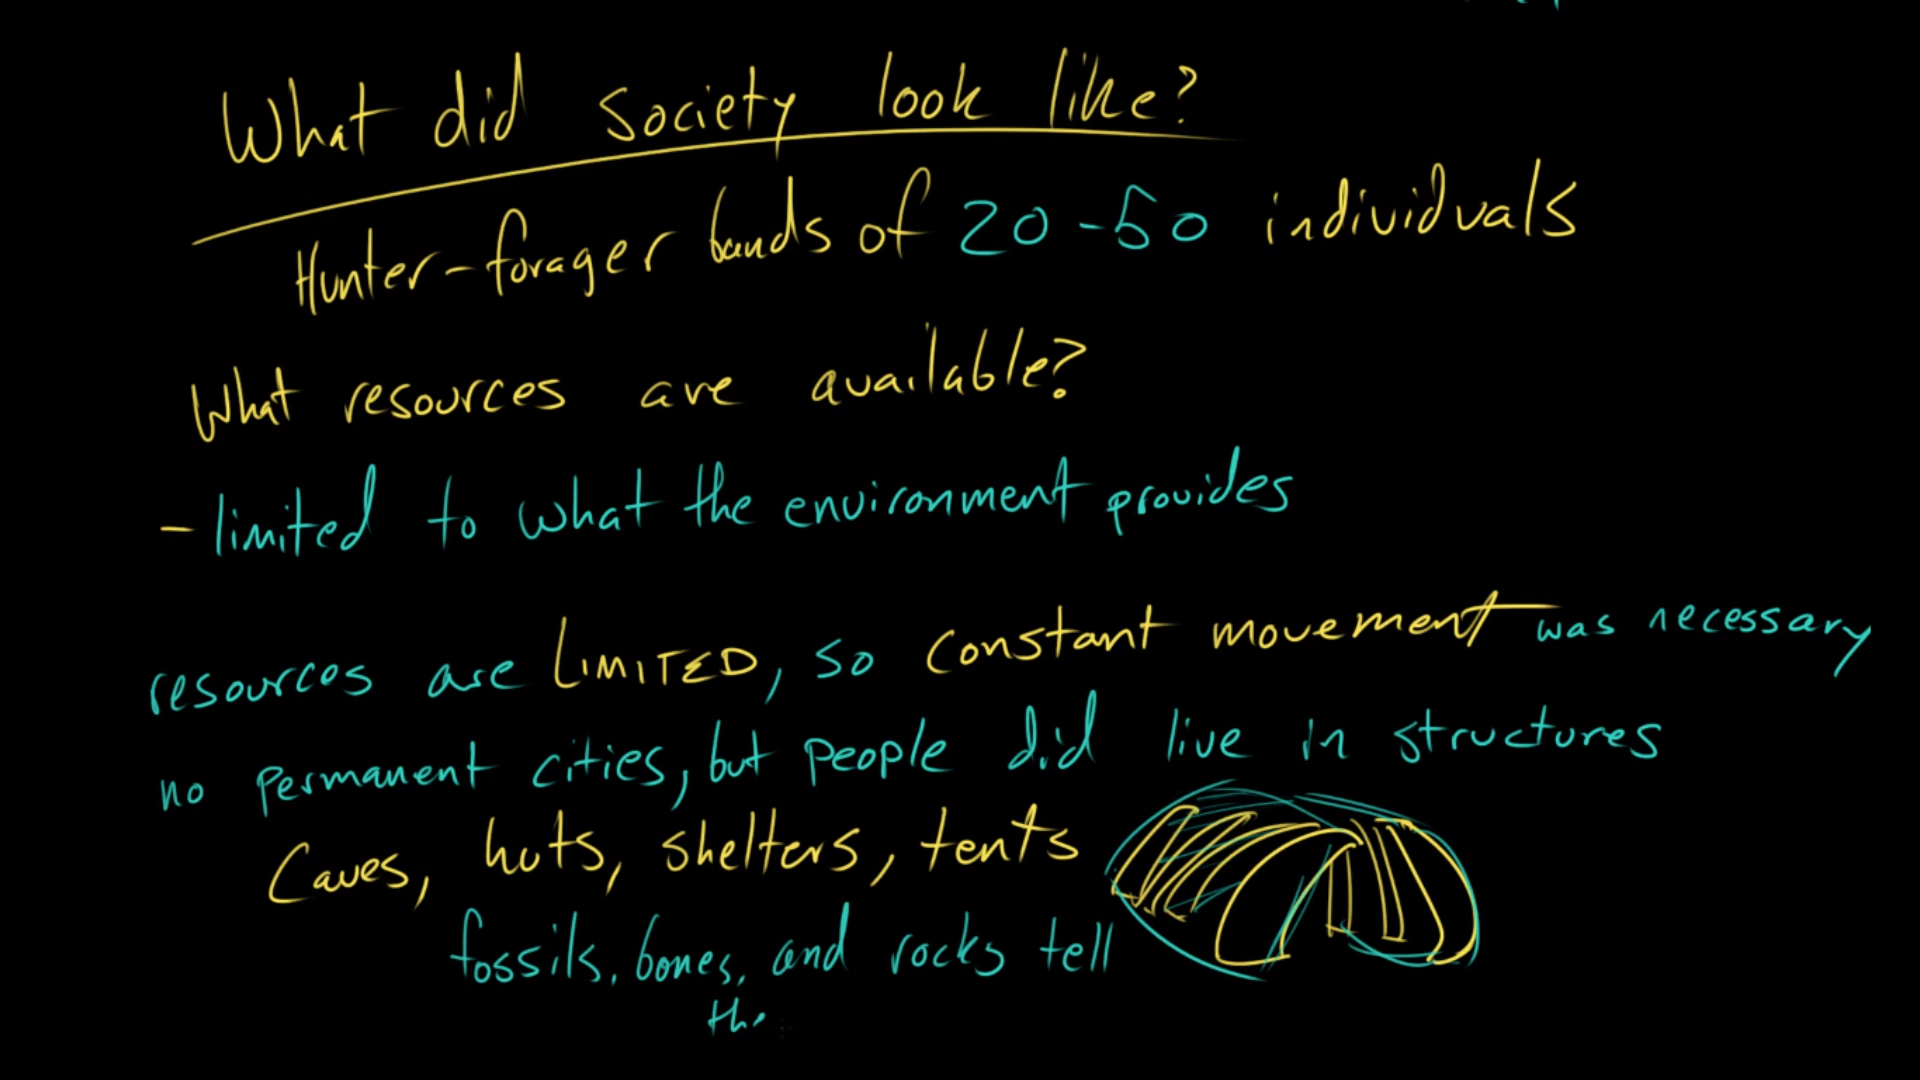 What did society look like?
Hunter-forager bands of 20-50 individuals
What resources are available?
- limited to what the environment provides
resources are LIMITED, so constant movement was necessary
no permanent cities, but people did live in structures
Caves, huts, shelters, tents
fossils, bones, and rocks tell
the